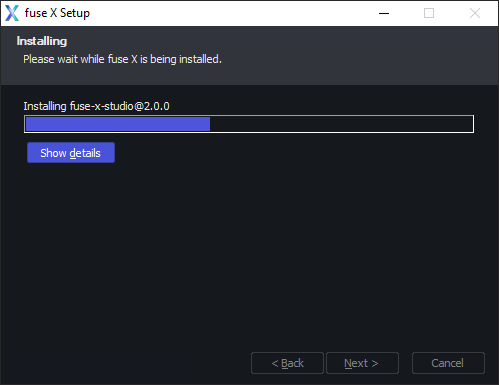 fuse X Setup
Installing
Please wait while fuse X is being installed.
Installing fuse-x-studio@2.0.0
Show details
< Back
Next >
Cancel